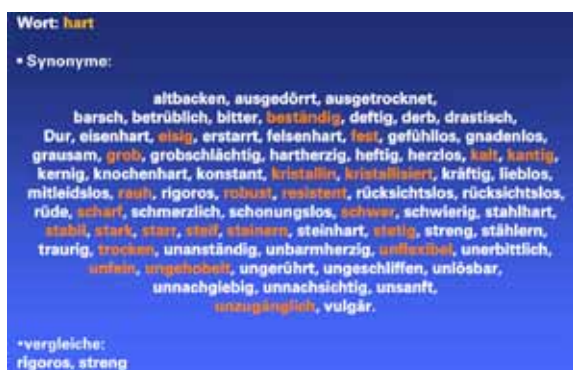 Wort: hart
• Synonyme:
altbacken, ausgedörrt, ausgetrocknet,
barsch, betrüblich, bitter, beständig, deftig, derb, drastisch,
Dur, eisenhart, eisig, erstarrt, felsenhart, fest, gefühllos, gnadenlos,
grausam, grob, grobschlächtig, hartherzig, heftig, herzlos, kalt, kantig,
kernig, knochenhart, konstant, kristallin, kristallisiert, kräftig, lieblos,
mitleidslos, rauh, rigoros, robust, resistent, rücksichtslos, rücksichtslos,
rüde, scharf, schmerzlich, schonungslos, schwer, schwierig, stahlhart,
stabil, stark, starr, steif, steinern, steinhart, stetig, streng, stählern,
traurig, trocken, unanständig, unbarmherzig, unflexibel, unerbittlich,
unfein, ungehobelt, ungerührt, ungeschliffen, unlösbar,
unnachgiebig, unnachsichtig, unsanft,
unzugänglich, vulgär.
•vergleiche:
rigoros, streng